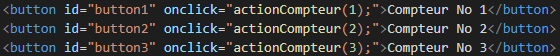 <button id="button1" onclick="actionCompteur(1);">Compteur No 1</button>
<button id="button2" onclick="actionCompteur(2);">Compteur No 2</button>
<button id="button3" onclick="actionCompteur(3);">Compteur No 3</button>